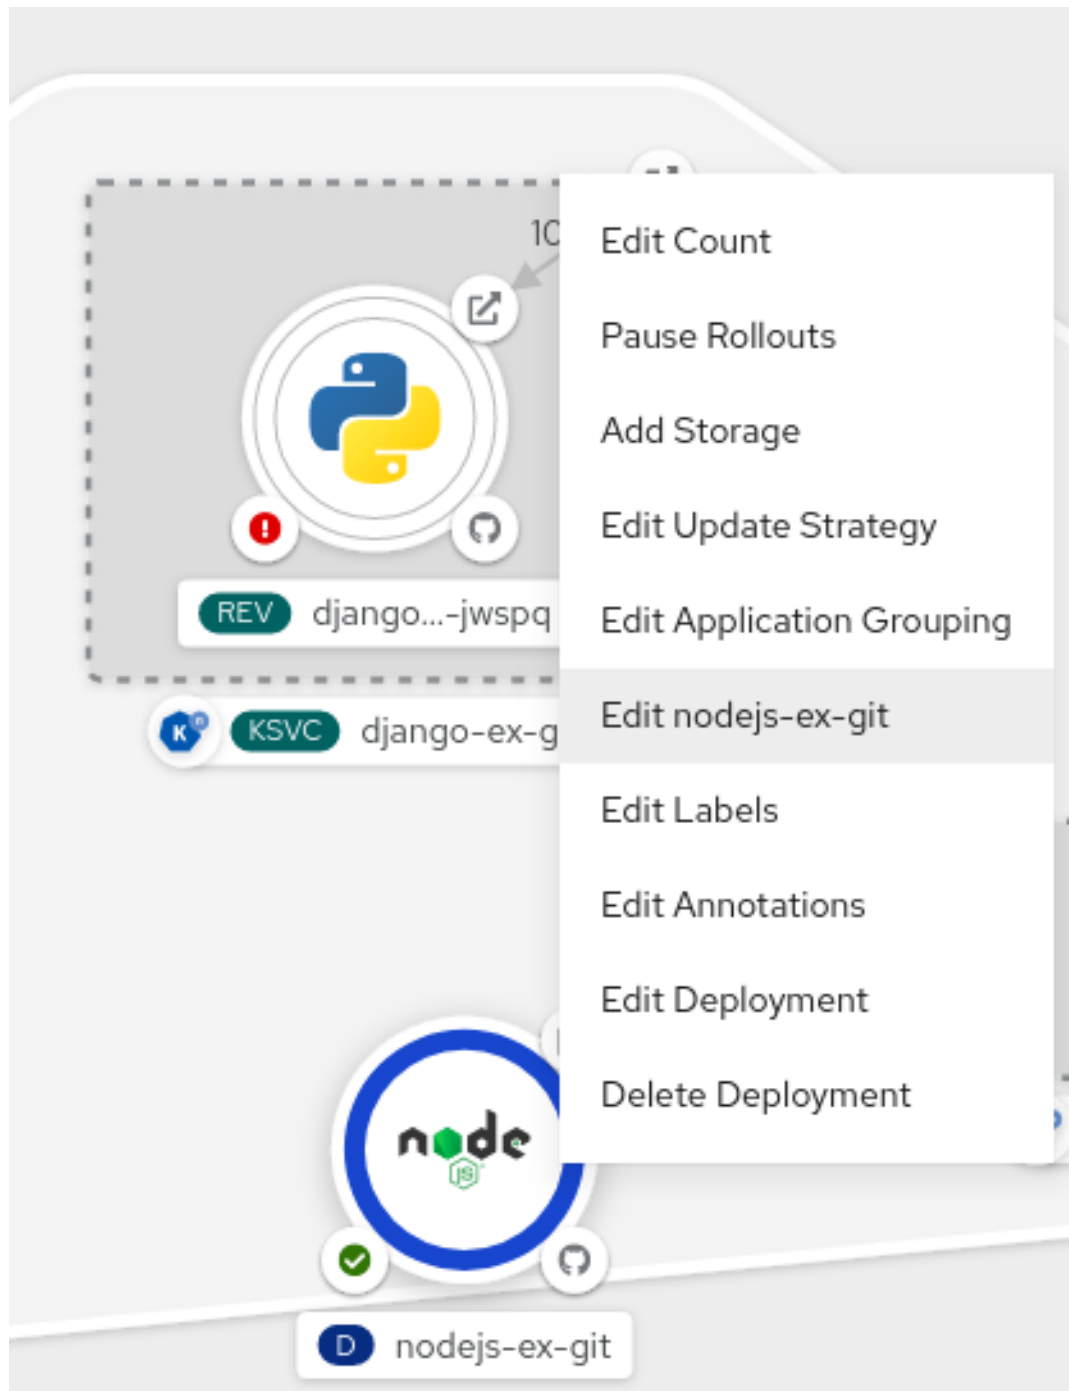 10
Edit Count
Pause Rollouts
Add Storage
Edit Update Strategy
REV django...-jwspq
Edit Application Grouping
KSVC django-ex-g
Edit nodejs-ex-git
Edit Labels
Edit Annotations
Edit Deployment
Delete Deployment
node
JS
D nodejs-ex-git